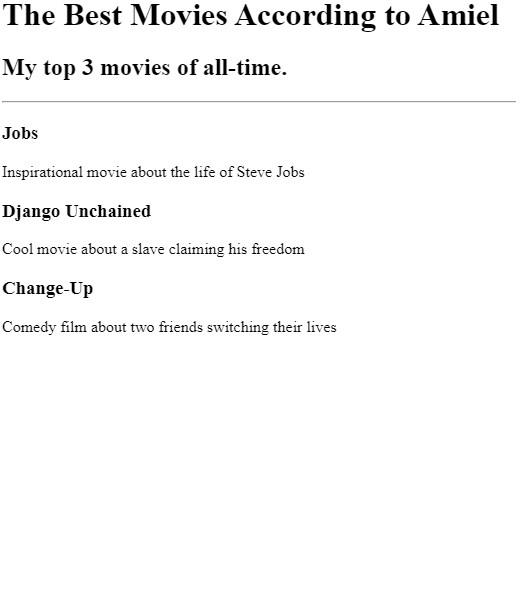 The Best Movies According to Amiel
My top 3 movies of all-time.
Jobs
Inspirational movie about the life of Steve Jobs
Django Unchained
Cool movie about a slave claiming his freedom
Change-Up
Comedy film about two friends switching their lives